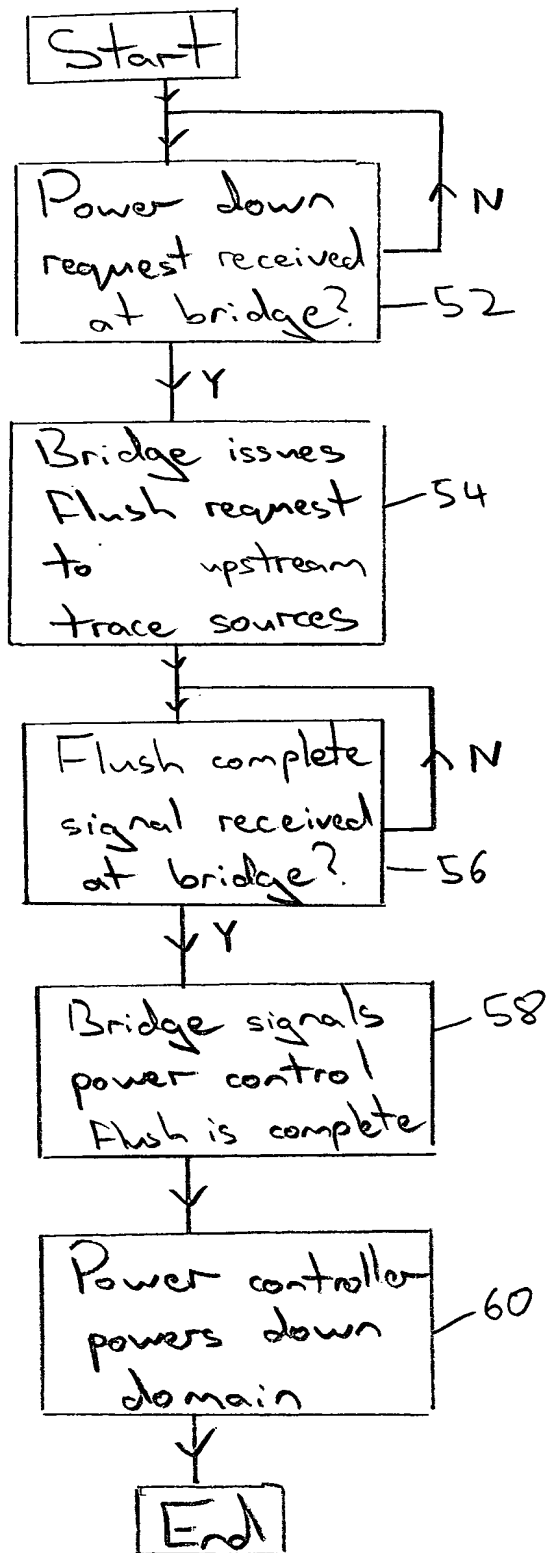 Start
Power down
N
request received
at bridge?
52
Y
Bridge issues
Flush request
54
to upstream
trace sources
Flush complete
N
signal received
at bridge?
56
Y
Bridge signals
58
power control
Flush is complete
Power controller
60
powers down
domain
End